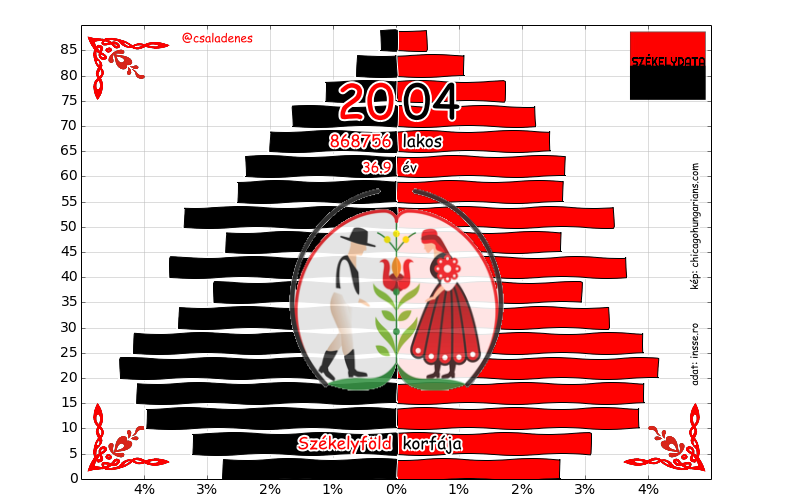 @csaladenes
SZÉKELYDATA
2004
868756 lakos
36.9 év
kép: chicagohungarians.com
adat: insse.ro
Székelyföld korfája
85
80
75
70
65
60
55
50
45
40
35
30
25
20
15
10
5
0
4% 3% 2% 1% 0% 1% 2% 3% 4%